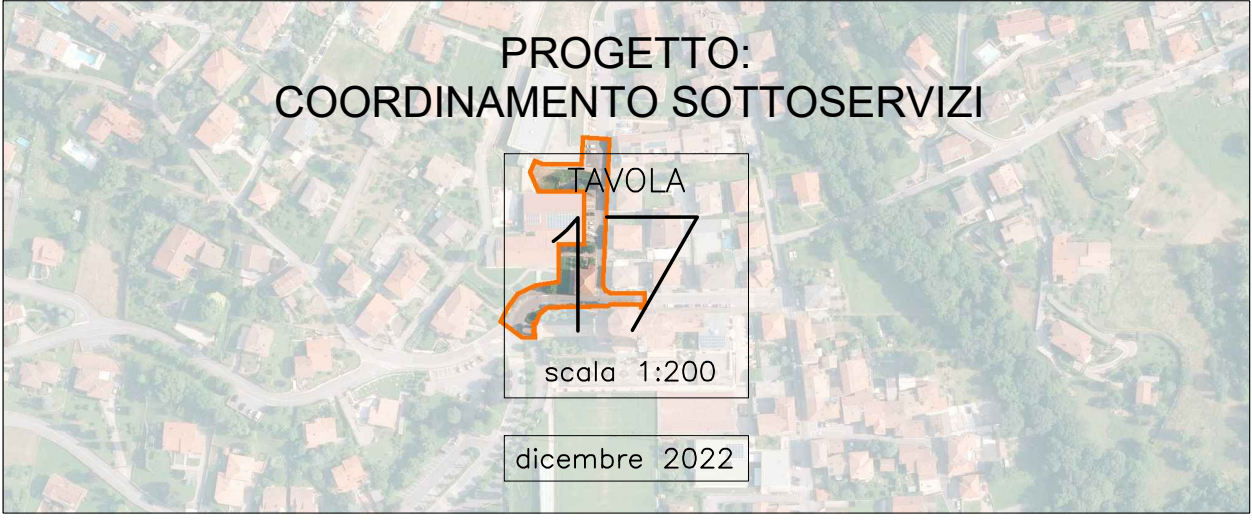 PROGETTO:
COORDINAMENTO SOTTOSERVIZI
TAVOLA
17
scala 1:200
dicembre 2022